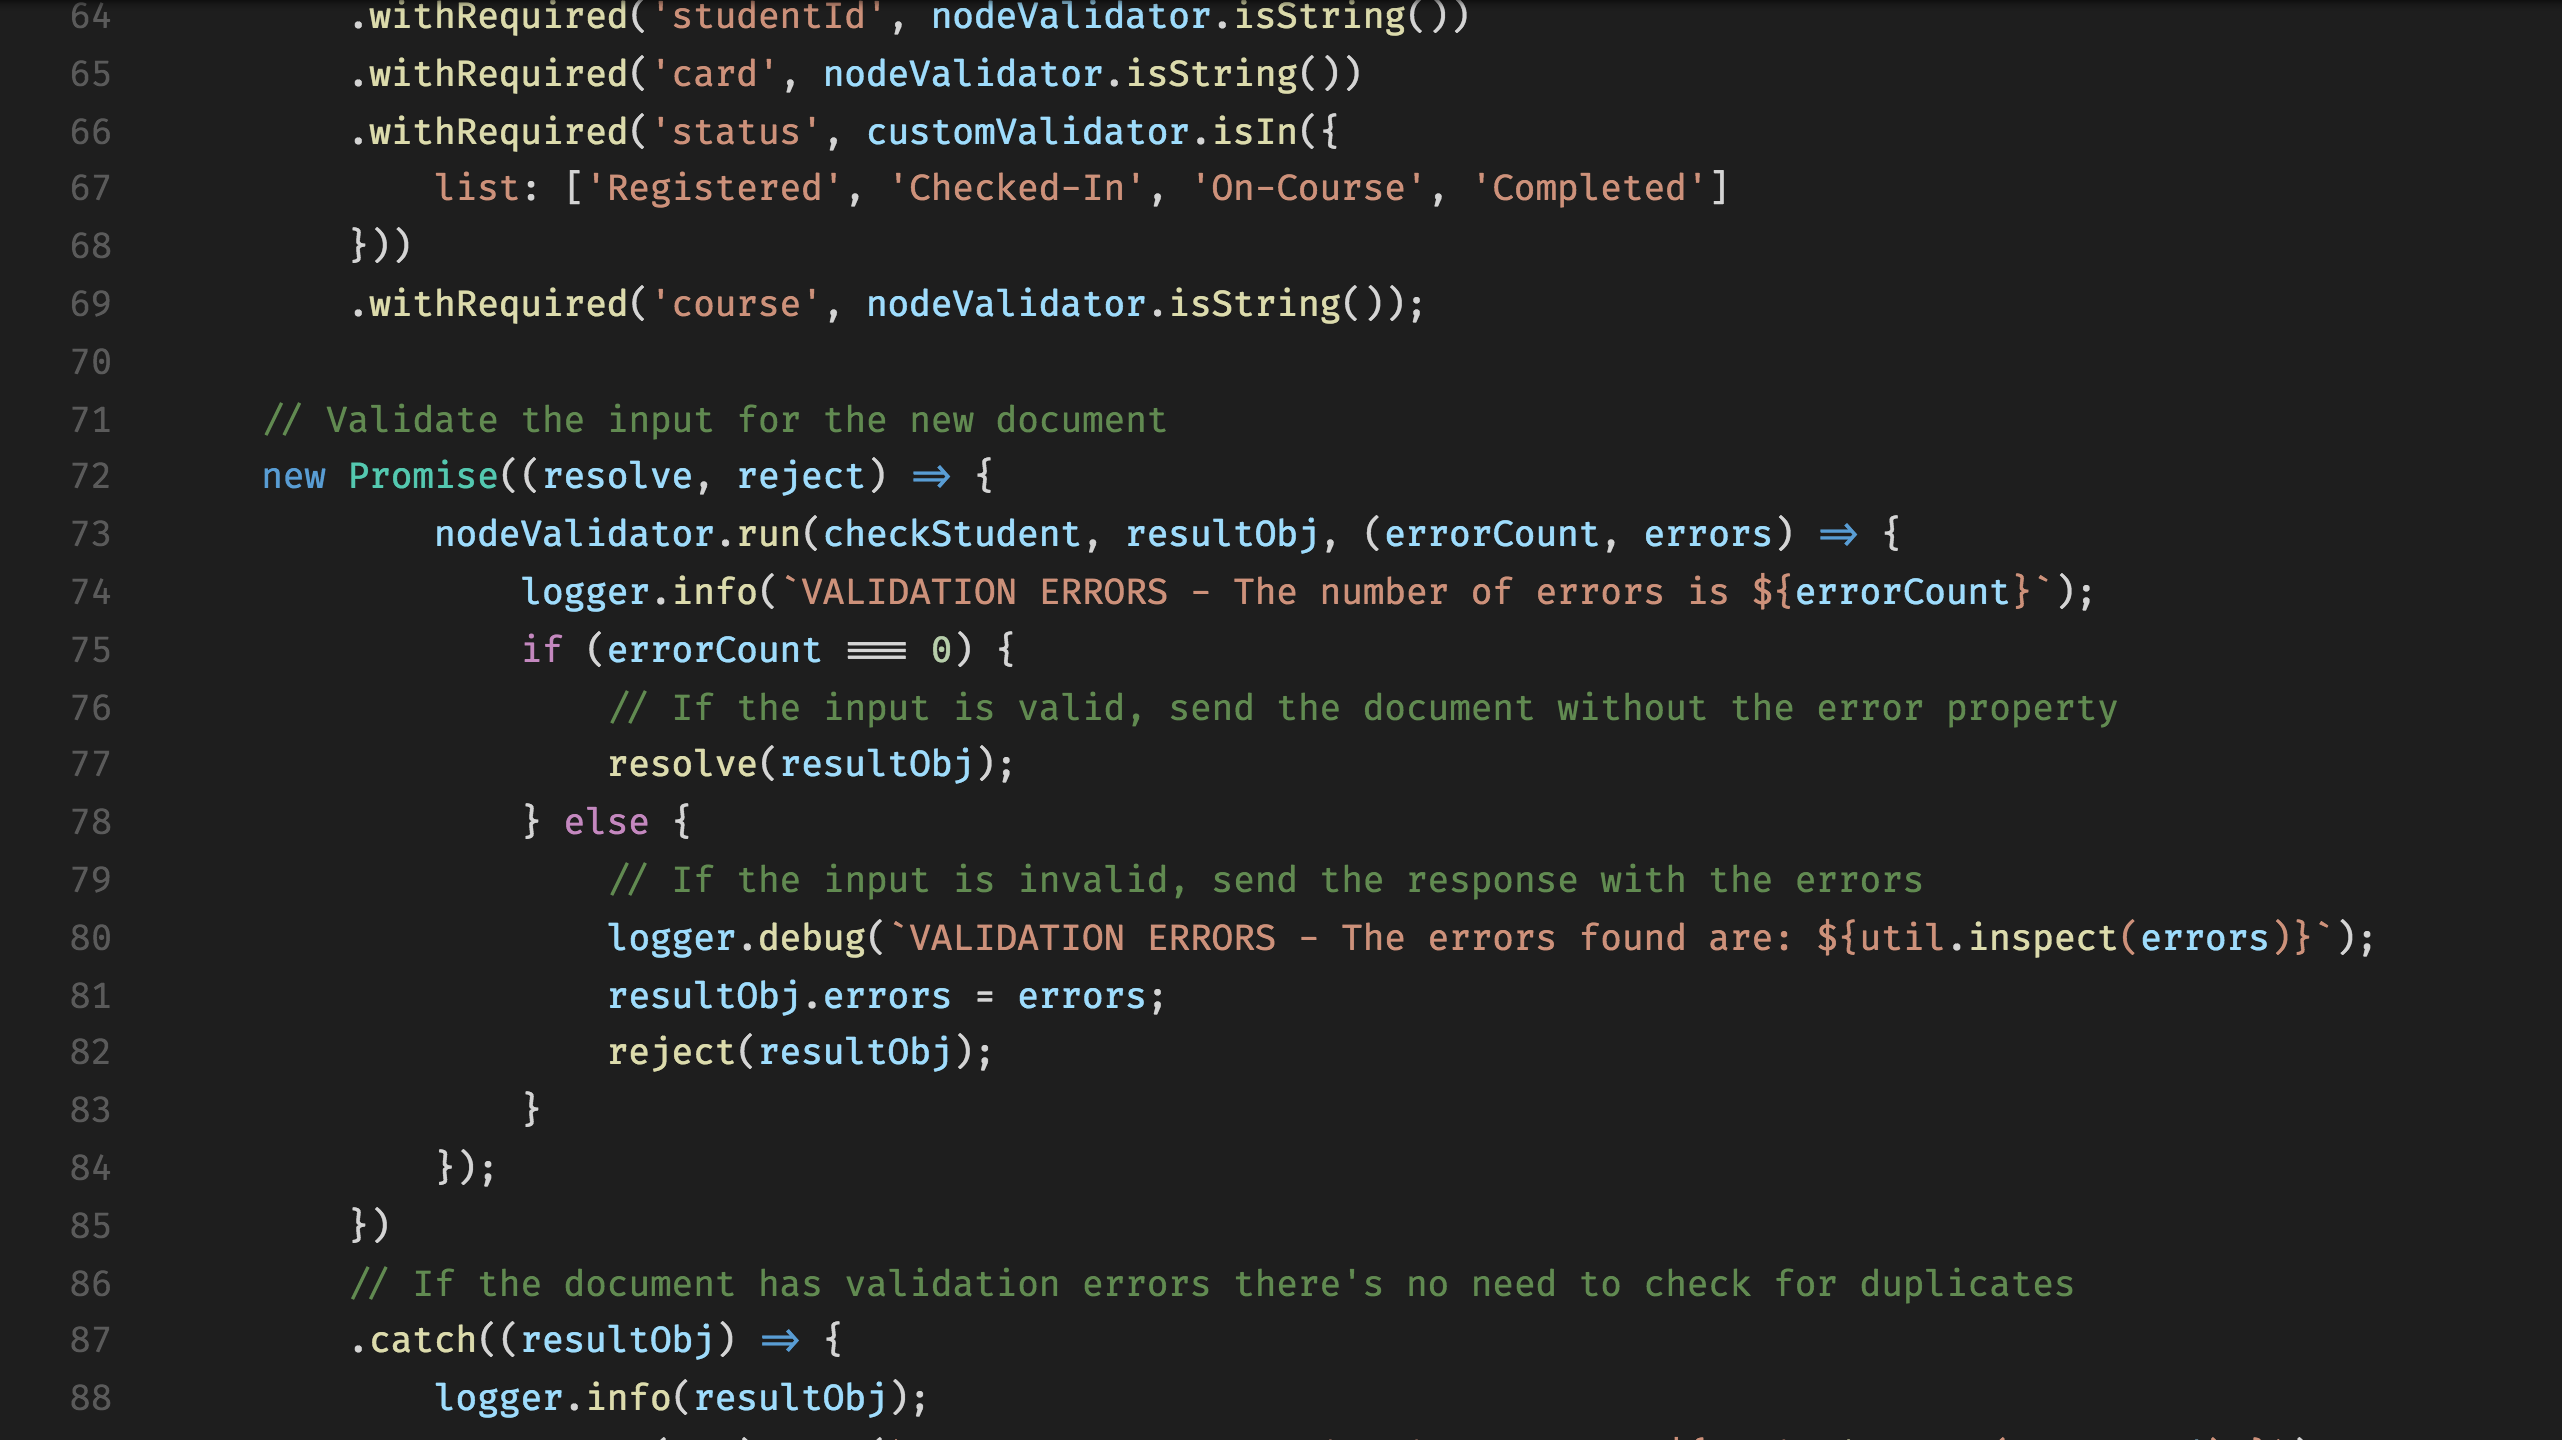 64 .withRequired('studentId', nodeValidator.isString())
65 .withRequired('card', nodeValidator.isString())
66 .withRequired('status', customValidator.isIn({
67 list: ['Registered', 'Checked-In', 'On-Course', 'Completed']
68 }))
69 .withRequired('course', nodeValidator.isString());
70
71 // Validate the input for the new document
72 new Promise((resolve, reject) => {
73 nodeValidator.run(checkStudent, resultObj, (errorCount, errors) => {
74 logger.info(`VALIDATION ERRORS - The number of errors is ${errorCount}`);
75 if (errorCount === 0) {
76 // If the input is valid, send the document without the error property
77 resolve(resultObj);
78 } else {
79 // If the input is invalid, send the response with the errors
80 logger.debug(`VALIDATION ERRORS - The errors found are: ${util.inspect(errors)}`);
81 resultObj.errors = errors;
82 reject(resultObj);
83 }
84 });
85 })
86 // If the document has validation errors there's no need to check for duplicates
87 .catch((resultObj) => {
88 logger.info(resultObj);